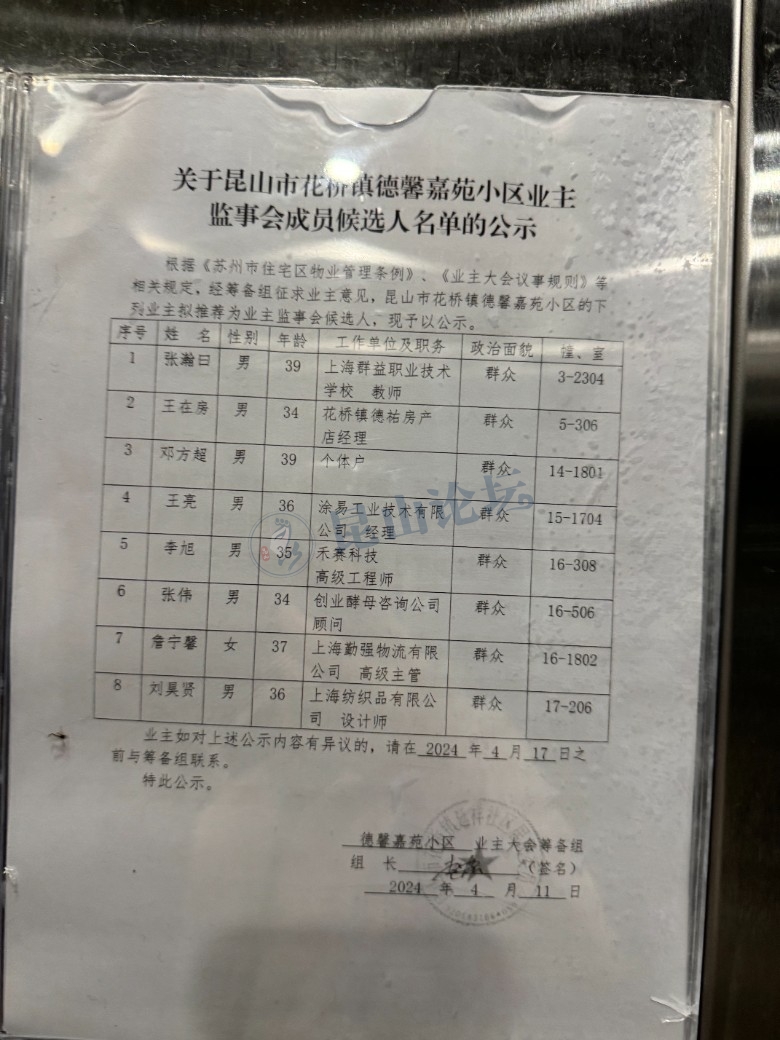 关于昆山市花桥镇德馨嘉苑小区业主
监事会成员候选人名单的公示
根据《苏州市住宅区物业管理条例》、《业主大会议事规则》等
相关规定，经筹备组征求业主意见，昆山市花桥镇德馨嘉苑小区的下
列业主拟推荐为业主监事会候选人，现予以公示。
序号 姓 名 性别 年龄 工作单位及职务 政治面貌 幢、室
1 张瀚日 男 39 上海群益职业技术 群众 3-2304
学校 教师
2 王在房 男 34 花桥镇德祐房产 群众 5-306
店经理
3 邓方超 男 39 个体户 群众 14-1801
4 王亮 男 36 涂易工业技术有限 群众 15-1704
公司 经理
5 李旭 男 35 禾赛科技 群众 16-308
高级工程师
6 张伟 男 34 创业酵母咨询公司 群众 16-506
顾问
7 詹宁馨 女 37 上海勤强物流有限 群众 16-1802
公司 高级主管
8 刘昊贤 男 36 上海纺织品有限公 群众 17-206
司 设计师
昆山论坛
业主如对上述公示内容有异议的，请在 2024 年 4 月 17 日之
前与筹备组联系。
特此公示。
德馨嘉苑小区 业主大会筹备组
组 长 （签名）
2024 年 4 月 11 日